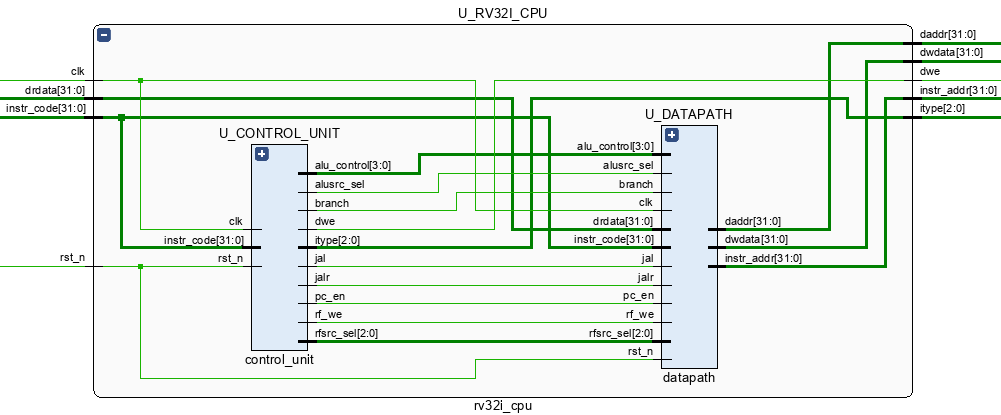 U_RV32I_CPU
clk
drdata[31:0]
instr_code[31:0]
rst_n
U_CONTROL_UNIT
clk
instr_code[31:0]
rst_n
alu_control[3:0]
alusrc_sel
branch
dwe
itype[2:0]
jal
jalr
pc_en
rf_we
rfsrc_sel[2:0]
control_unit
U_DATAPATH
alu_control[3:0]
alusrc_sel
branch
clk
drdata[31:0]
instr_code[31:0]
jal
jalr
pc_en
rf_we
rfsrc_sel[2:0]
rst_n
daddr[31:0]
dwdata[31:0]
instr_addr[31:0]
datapath
daddr[31:0]
dwdata[31:0]
dwe
instr_addr[31:0]
itype[2:0]
rv32i_cpu